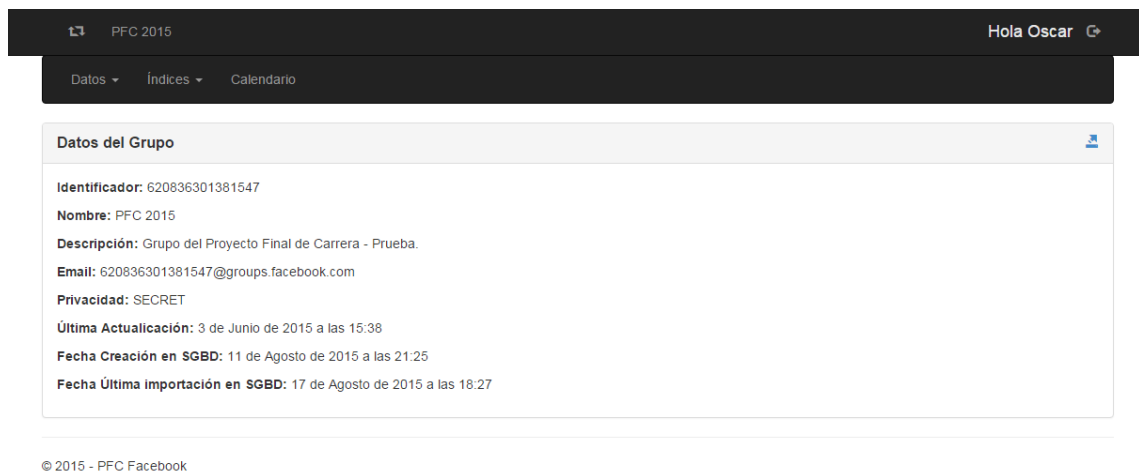 PFC 2015
Hola Oscar
Datos Índices Calendario
Datos del Grupo
Identificador: 620836301381547
Nombre: PFC 2015
Descripción: Grupo del Proyecto Final de Carrera - Prueba.
Email: 620836301381547@groups.facebook.com
Privacidad: SECRET
Última Actualicación: 3 de Junio de 2015 a las 15:38
Fecha Creación en SGBD: 11 de Agosto de 2015 a las 21:25
Fecha Última importación en SGBD: 17 de Agosto de 2015 a las 18:27
© 2015 - PFC Facebook